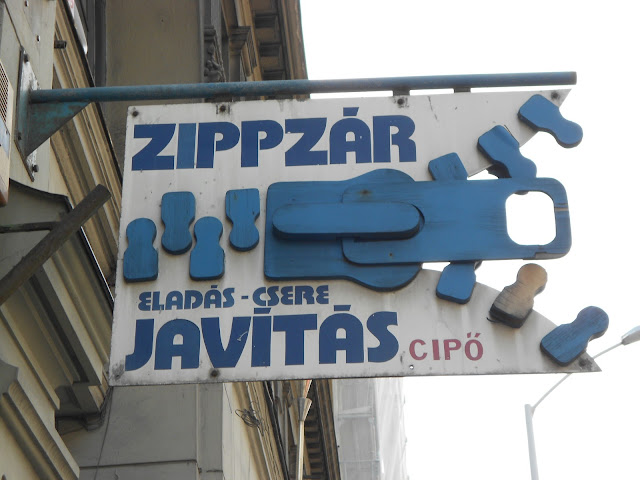 ZIPPZÁR
ELADÁS - CSERE
JAVÍTÁS CIPŐ